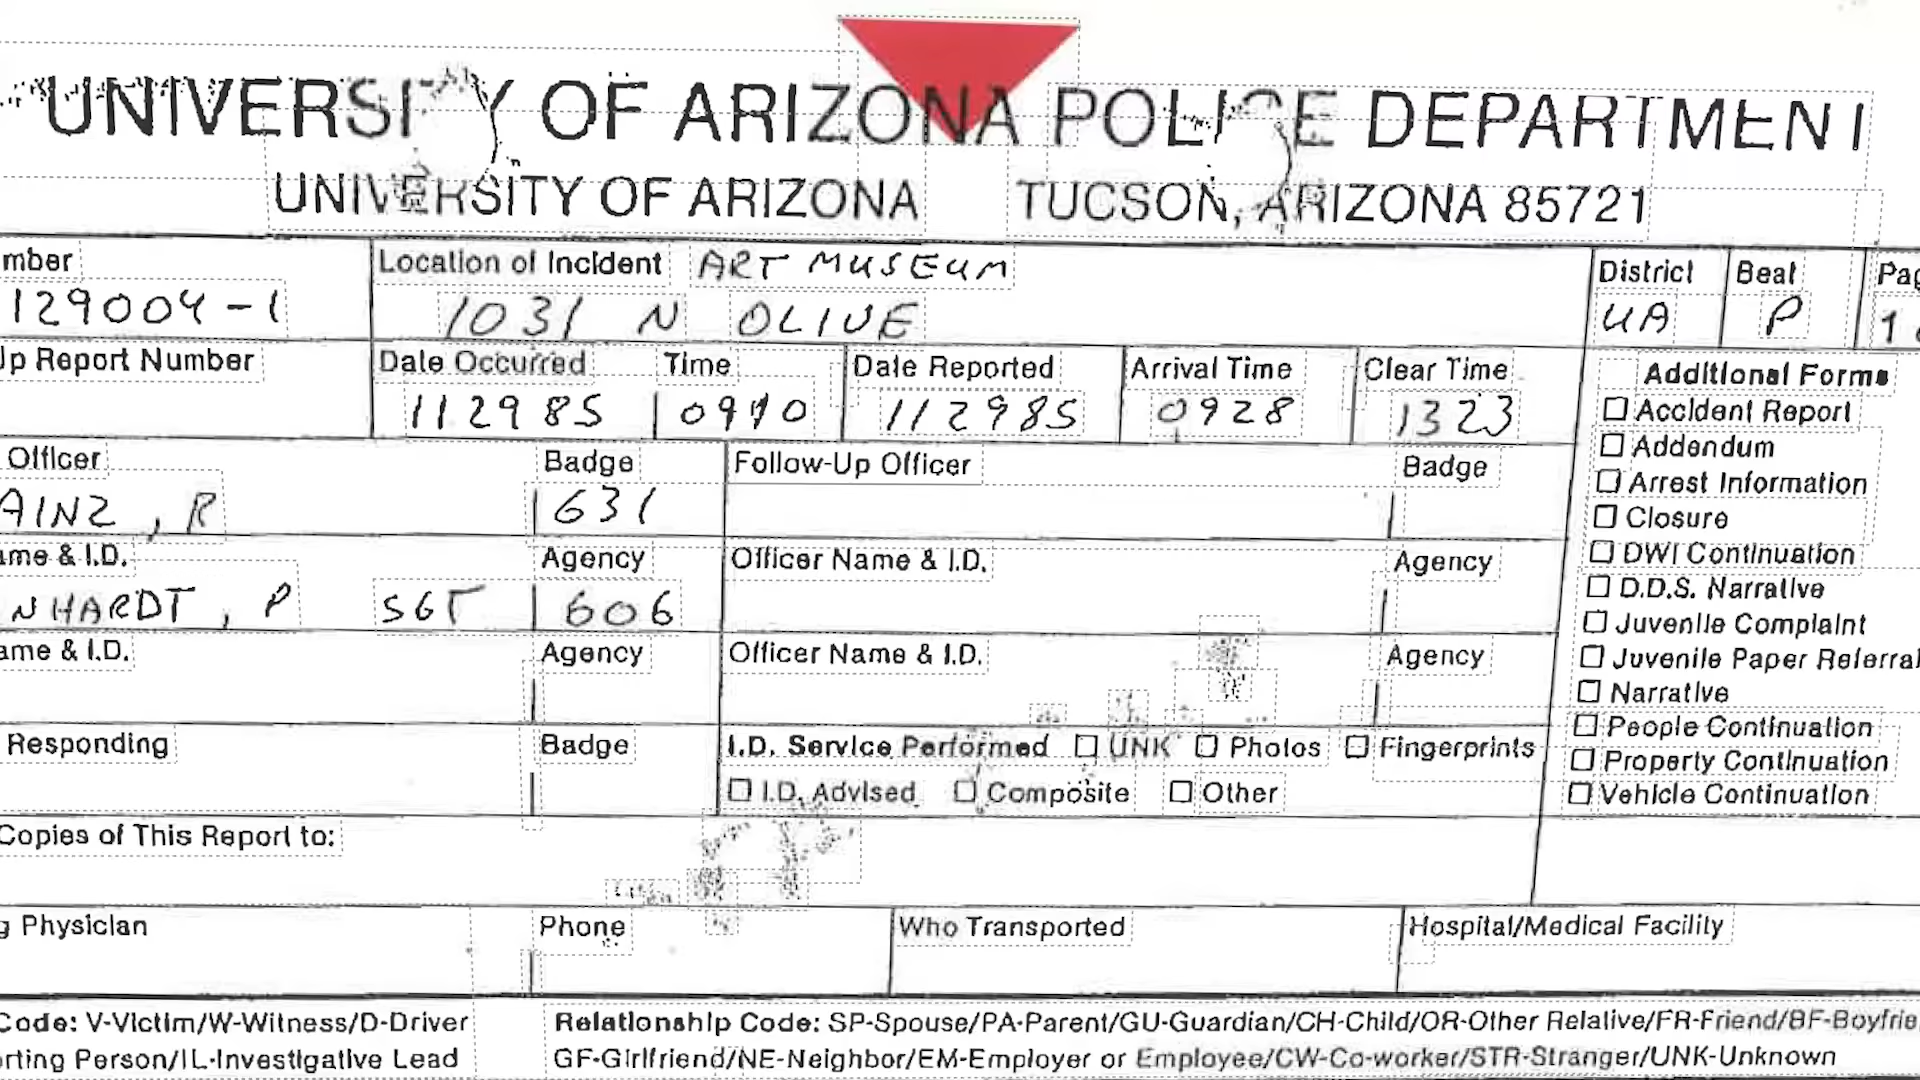 UNIVERSITY OF ARIZONA POLICE DEPARTMENT
UNIVERSITY OF ARIZONA TUCSON, ARIZONA 85721
mber Location of Incident ART MUSEUM District Beat Pag
129004-1 1031 N OLIVE UA P 1
Up Report Number Date Occurred Time Date Reported Arrival Time Clear Time Additional Forms
112985 0910 112985 0928 1323 Accident Report
Officer Badge Follow-Up Officer Badge Addendum
AINZ, R 631 Arrest Information
Closure
ame & I.D. Agency Officer Name & I.D. Agency DWI Continuation
NHARDT, P SGT 606 D.D.S. Narrative
Juvenile Complaint
ame & I.D. Agency Officer Name & I.D. Agency Juvenile Paper Referral
Narrative
People Continuation
Responding Badge I.D. Service Performed UNK Photos Fingerprints Property Continuation
I.D. Advised Composite Other Vehicle Continuation
Copies of This Report to:
g Physician Phone Who Transported Hospital/Medical Facility
Code: V-Victim/W-Witness/D-Driver Relationship Code: SP-Spouse/PA-Parent/GU-Guardian/CH-Child/OR-Other Relative/FR-Friend/BF-Boyfrie
rting Person/IL-Investigative Lead GF-Girlfriend/NE-Neighbor/EM-Employer or Employee/CW-Co-worker/STR-Stranger/UNK-Unknown